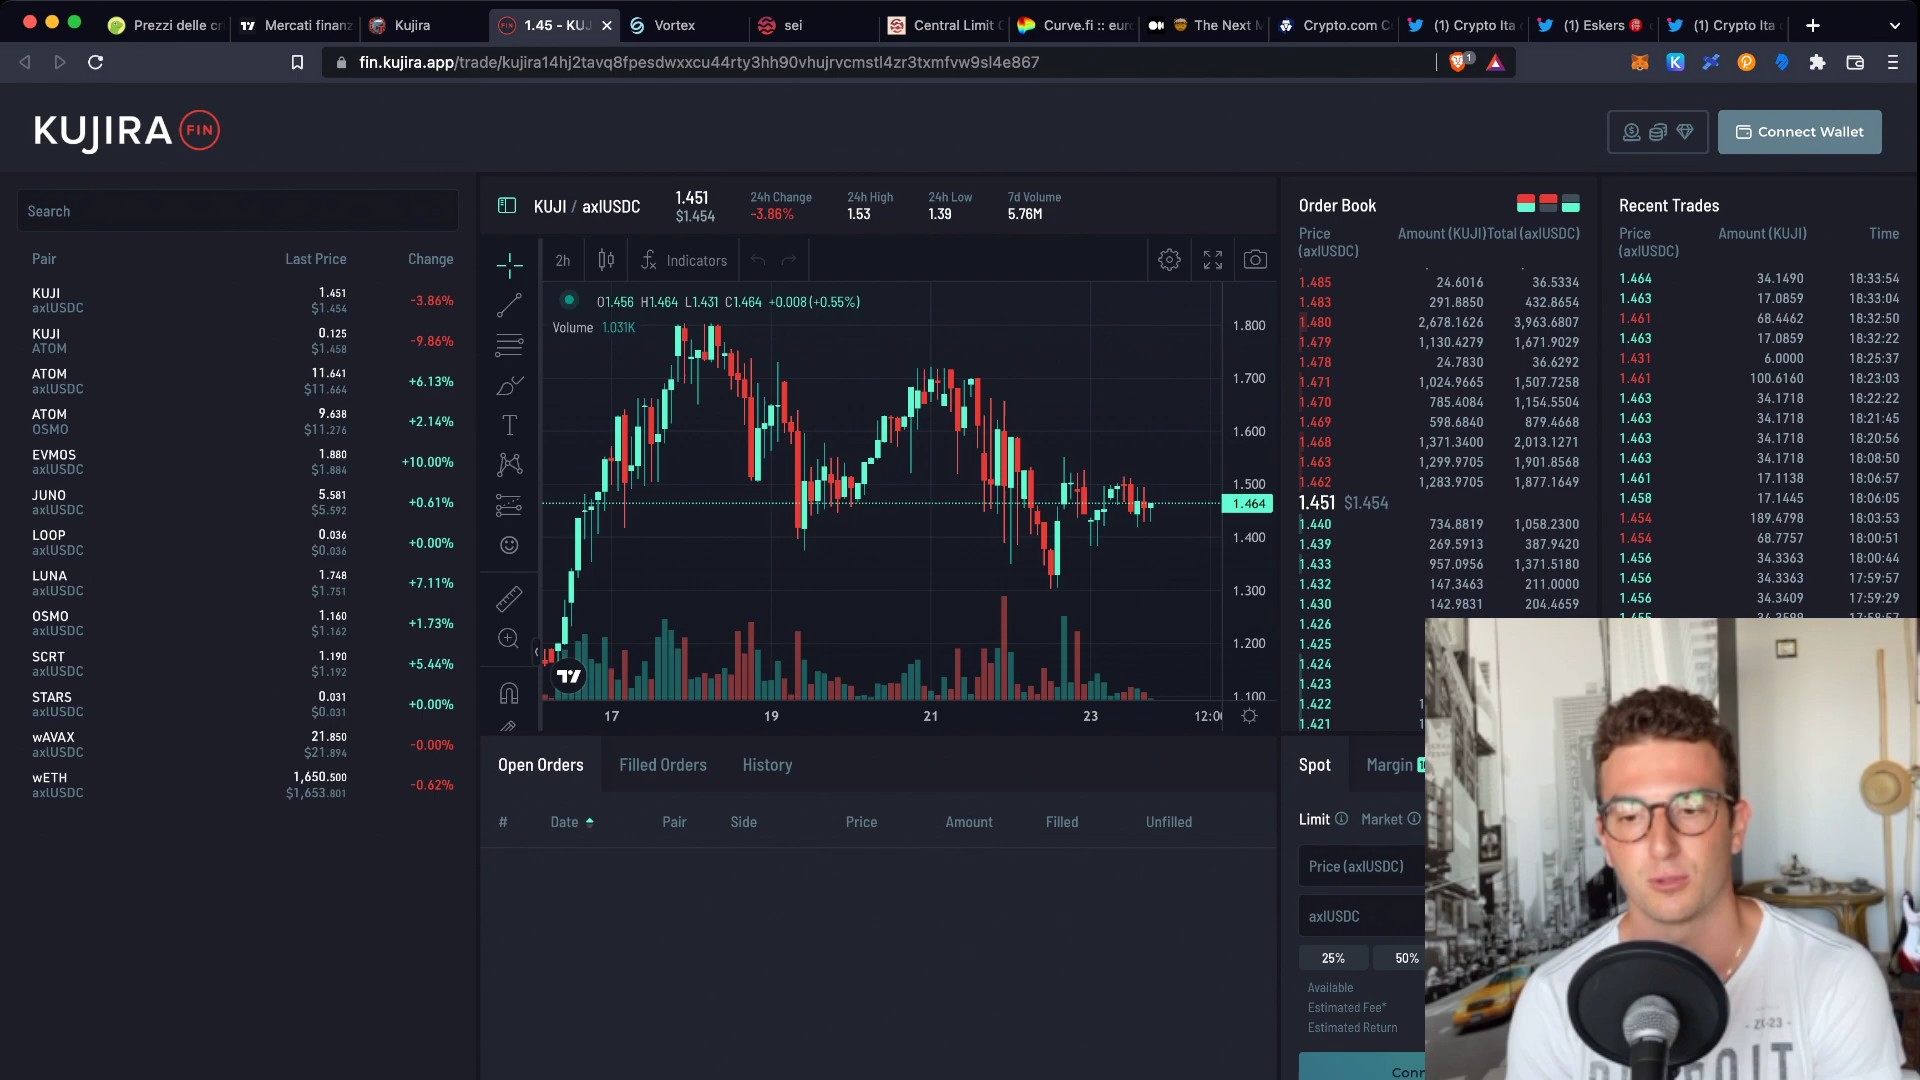 Prezzi delle cr
Mercati finanz
Kujira
1.45 - KUJ
Vortex
sei
Central Limit
Curve.fi :: euro
The Next M
Crypto.com C
(1) Crypto Ita
(1) Eskers
(1) Crypto Ita
fin.kujira.app/trade/kujira14hj2tavq8fpesdwxxcu44rty3hh90vhujrvcmstl4zr3txmfvw9sl4e867
KUJIRA FIN
Connect Wallet
Search
Pair Last Price Change
KUJI 1.451 -3.86%
axlUSDC $1.454
KUJI 0.125 -9.86%
ATOM $1.458
ATOM 11.641 +6.13%
axlUSDC $11.664
ATOM 9.638 +2.14%
OSMO $11.276
EVMOS 1.880 +10.00%
axlUSDC $1.884
JUNO 5.581 +0.61%
axlUSDC $5.592
LOOP 0.036 +0.00%
axlUSDC $0.036
LUNA 1.748 +7.11%
axlUSDC $1.751
OSMO 1.160 +1.73%
axlUSDC $1.162
SCRT 1.190 +5.44%
axlUSDC $1.192
STARS 0.031 +0.00%
axlUSDC $0.031
wAVAX 21.850 -0.00%
axlUSDC $21.894
wETH 1,650.500 -0.62%
axlUSDC $1,653.801
KUJI / axlUSDC
1.451
$1.454
24h Change
-3.86%
24h High
1.53
24h Low
1.39
7d Volume
5.76M
2h
Indicators
O1.456 H1.464 L1.431 C1.464 +0.008 (+0.55%)
Volume 1.031K
1.800
1.700
1.600
1.500
1.464
1.400
1.300
1.200
1.100
17 19 21 23 12:00
Open Orders Filled Orders History
# Date Pair Side Price Amount Filled Unfilled
Order Book
Price (axlUSDC) Amount (KUJI) Total (axlUSDC)
1.485 24.6016 36.5334
1.483 291.8850 432.8654
1.480 2,678.1626 3,963.6807
1.479 1,130.4279 1,671.9029
1.478 24.7830 36.6292
1.471 1,024.9665 1,507.7258
1.470 785.4084 1,154.5504
1.469 598.6840 879.4668
1.468 1,371.3400 2,013.1271
1.463 1,299.9705 1,901.8568
1.462 1,283.9705 1,877.1649
1.451 $1.454
1.440 734.8819 1,058.2300
1.439 269.5913 387.9420
1.433 957.0956 1,371.5180
1.432 147.3463 211.0000
1.430 142.9831 204.4659
1.426
1.425
1.424
1.423
1.422
1.421
Recent Trades
Price (axlUSDC) Amount (KUJI) Time
1.464 34.1490 18:33:54
1.463 17.0859 18:33:04
1.461 68.4462 18:32:50
1.463 17.0859 18:32:22
1.431 6.0000 18:25:37
1.461 100.6160 18:23:03
1.463 34.1718 18:22:22
1.463 34.1718 18:21:45
1.463 34.1718 18:20:56
1.463 34.1718 18:08:50
1.461 17.1138 18:06:57
1.458 17.1445 18:06:05
1.454 189.4798 18:03:53
1.454 68.7757 18:00:51
1.456 34.3363 18:00:44
1.456 34.3363 17:59:57
1.456 34.3409 17:59:29
Spot Margin
Limit Market
Price (axlUSDC)
axlUSDC
25% 50%
Available
Estimated Fee*
Estimated Return
Conn